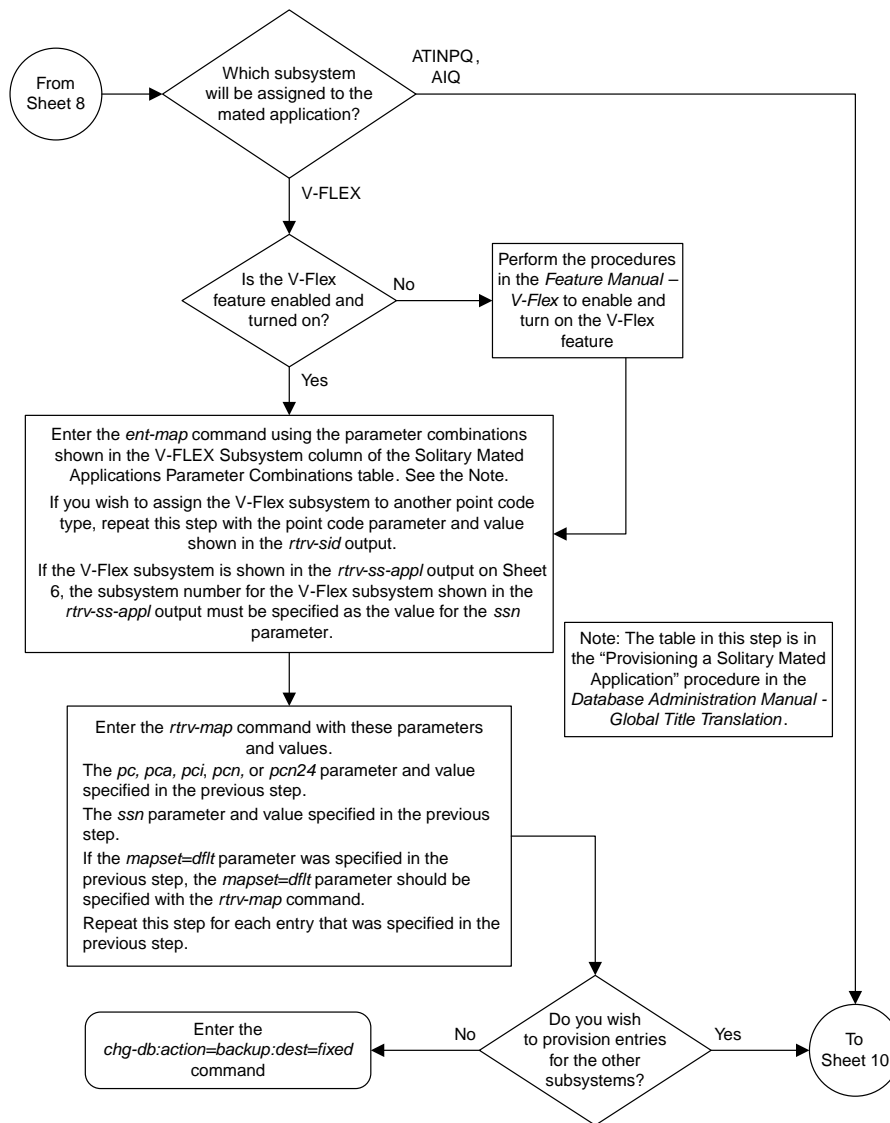 From
Sheet 8
Which subsystem
will be assigned to the
mated application?
ATINPQ,
AIQ
V-FLEX
Is the V-Flex
feature enabled and
turned on?
No
Perform the procedures
in the Feature Manual –
V-Flex to enable and
turn on the V-Flex
feature
Yes
Enter the ent-map command using the parameter combinations
shown in the V-FLEX Subsystem column of the Solitary Mated
Applications Parameter Combinations table. See the Note.
If you wish to assign the V-Flex subsystem to another point code
type, repeat this step with the point code parameter and value
shown in the rtrv-sid output.
If the V-Flex subsystem is shown in the rtrv-ss-appl output on Sheet
6, the subsystem number for the V-Flex subsystem shown in the
rtrv-ss-appl output must be specified as the value for the ssn
parameter.
Note: The table in this step is in
the “Provisioning a Solitary Mated
Application” procedure in the
Database Administration Manual -
Global Title Translation.
Enter the rtrv-map command with these parameters
and values.
The pc, pca, pci, pcn, or pcn24 parameter and value
specified in the previous step.
The ssn parameter and value specified in the previous
step.
If the mapset=dflt parameter was specified in the
previous step, the mapset=dflt parameter should be
specified with the rtrv-map command.
Repeat this step for each entry that was specified in the
previous step.
Do you wish
to provision entries
for the other
subsystems?
No
Yes
Enter the
chg-db:action=backup:dest=fixed
command
To
Sheet 10